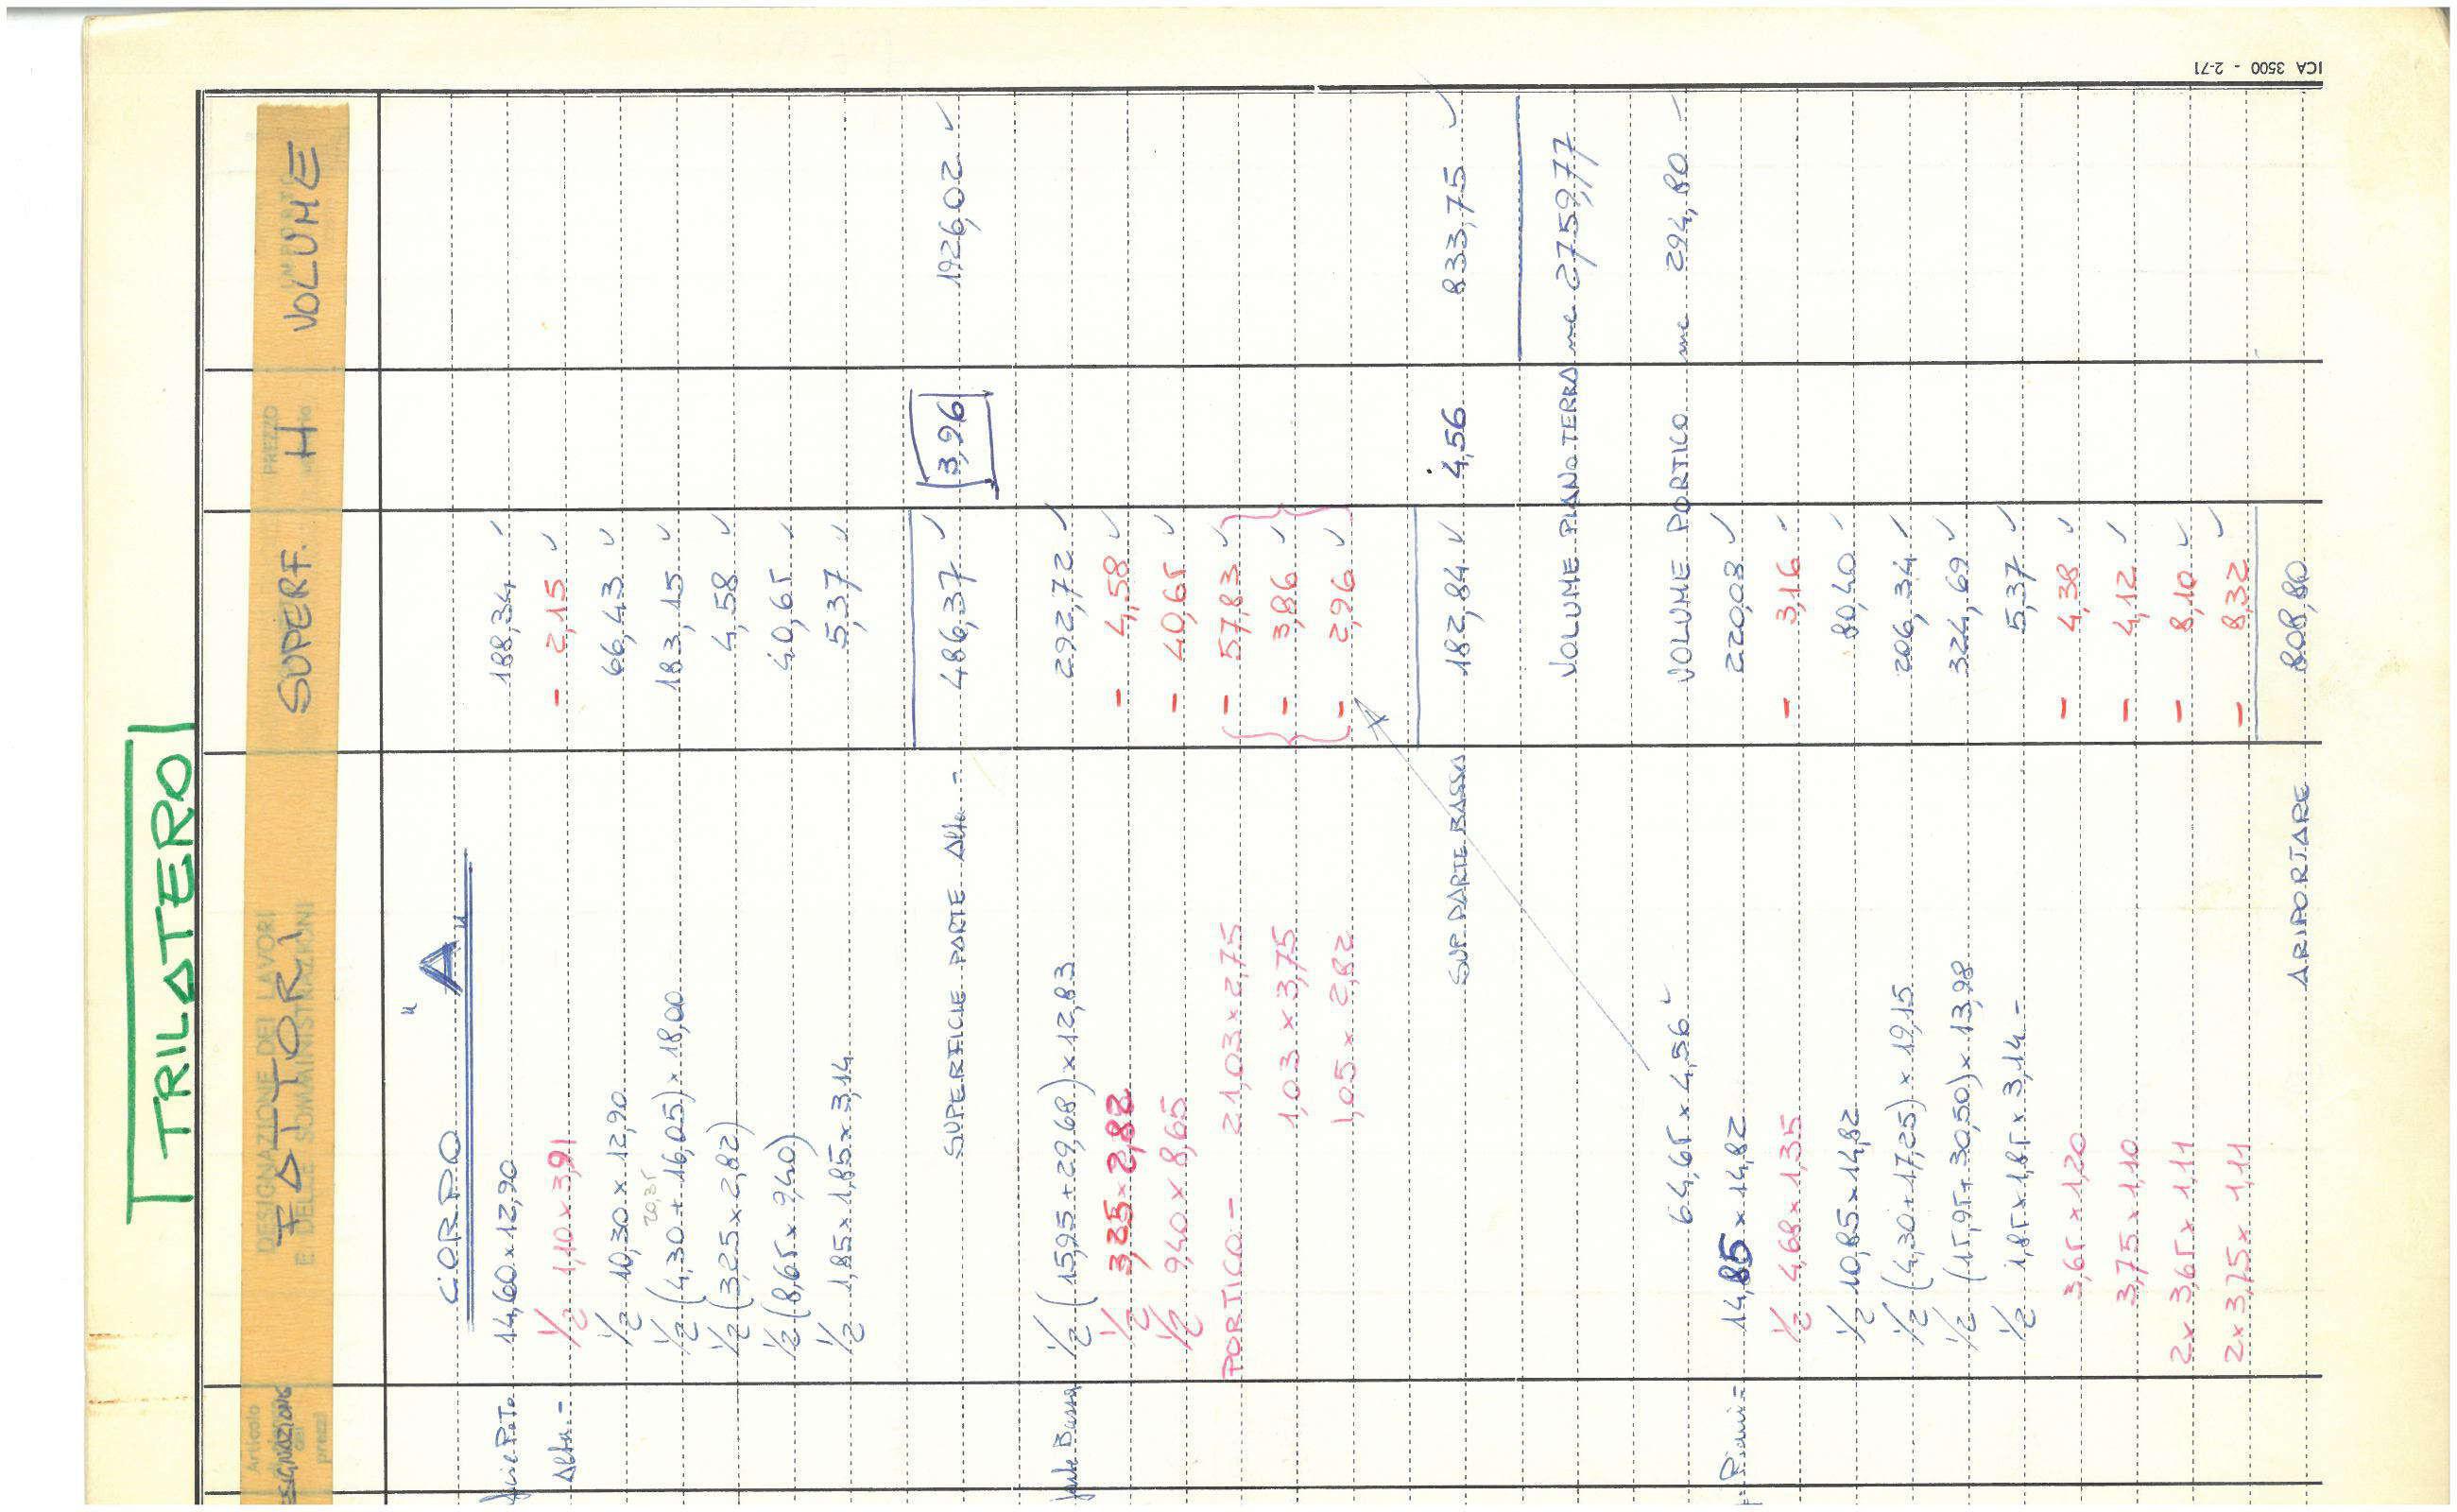 TRILATERO
Articolo DESIGNAZIONE DEI LAVORI PREZZO
FATTORI SUPERF. H VOLUME
prezzi E DELLE SOMMINISTRAZIONI
CORPO "A"
P.To 14,60 x 12,90 188,34 ✓
Alta - 1/2 1,10 x 3,91 - 2,15 ✓
1/2 10,30 x 12,90 66,43 ✓
20,35
1/2 (4,30 + 16,05) x 18,00 183,15 ✓
1/2 (3,25 x 2,82) 4,58 ✓
1/2 (8,65 x 9,40) 40,65 ✓
1/2 1,85 x 1,85 x 3,14 5,37 ✓
SUPERFICIE PARTE Alta - 486,37 ✓ 3,96 1926,02 ✓
Bassa 1/2 (15,95 + 29,68) x 12,83 292,72 ✓
1/2 3,25 x 2,82 - 4,58 ✓
1/2 9,40 x 8,65 - 40,65 ✓
PORTICO - 21,03 x 2,75 - 57,83 ✓
1,03 x 3,75 - 3,86 ✓
1,05 x 2,82 - 2,96 ✓
SUP. PARTE BASSA 182,84 ✓ 4,56 833,75 ✓
VOLUME PIANO TERRA mc 2759,77
64,65 x 4,56 ✓ VOLUME PORTICO mc 294,80
Piani = 14,85 x 14,82 220,08 ✓
1/2 4,68 x 1,35 - 3,16 ✓
1/2 10,85 x 14,82 80,40 ✓
1/2 (4,30 + 17,25) x 19,15 206,34 ✓
1/2 (15,95 + 30,50) x 13,98 324,69 ✓
1/2 1,85 x 1,85 x 3,14 - 5,37 ✓
3,65 x 1,20 - 4,38 ✓
3,75 x 1,10 - 4,12 ✓
2 x 3,65 x 1,11 - 8,10 ✓
2 x 3,75 x 1,11 - 8,32 ✓
A RIPORTARE 808,80
ICA 3500 - 2-71